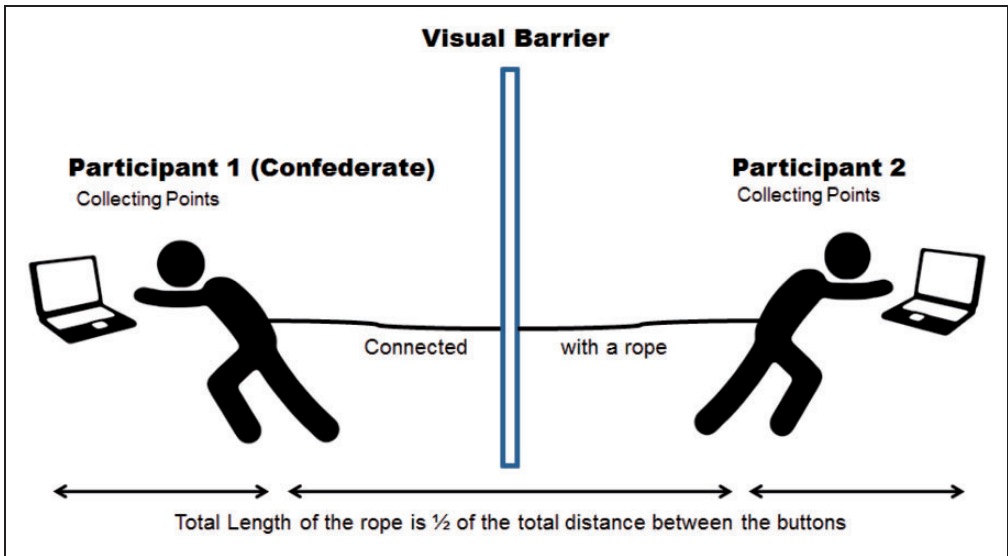 Visual Barrier
Participant 1 (Confederate)
Collecting Points
Participant 2
Collecting Points
Connected
with a rope
Total Length of the rope is ½ of the total distance between the buttons